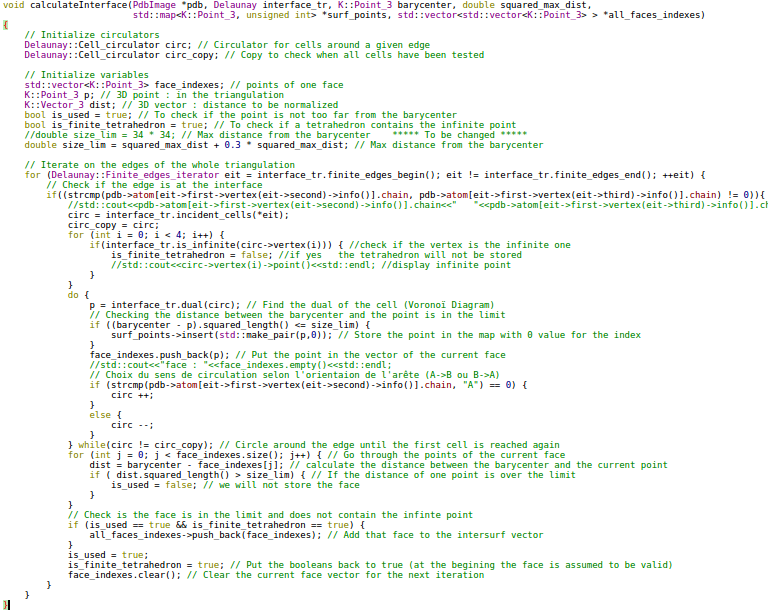 void calculateInterface(PdbImage *pdb, Delaunay interface_tr, K::Point_3 barycenter, double squared_max_dist,
                        std::map<K::Point_3, unsigned int> *surf_points, std::vector<std::vector<K::Point_3> > *all_faces_indexes)
{
    // Initialize circulators
    Delaunay::Cell_circulator circ; // Circulator for cells around a given edge
    Delaunay::Cell_circulator circ_copy; // Copy to check when all cells have been tested

    // Initialize variables
    std::vector<K::Point_3> face_indexes; // points of one face
    K::Point_3 p; // 3D point : in the triangulation
    K::Vector_3 dist; // 3D vector : distance to be normalized
    bool is_used = true; // To check if the point is not too far from the barycenter
    bool is_finite_tetrahedron = true; // To check if a tetrahedron contains the infinite point
    //double size_lim = 34 * 34; // Max distance from the barycenter    ***** To be changed *****
    double size_lim = squared_max_dist + 0.3 * squared_max_dist; // Max distance from the barycenter

    // Iterate on the edges of the whole triangulation
    for (Delaunay::Finite_edges_iterator eit = interface_tr.finite_edges_begin(); eit != interface_tr.finite_edges_end(); ++eit) {
        // Check if the edge is at the interface
        if((strcmp(pdb->atom[eit->first->vertex(eit->second)->info()].chain, pdb->atom[eit->first->vertex(eit->third)->info()].chain) != 0)){
            //std::cout<<pdb->atom[eit->first->vertex(eit->second)->info()].chain<<"   "<<pdb->atom[eit->first->vertex(eit->third)->info()].ch
            circ = interface_tr.incident_cells(*eit);
            circ_copy = circ;
            for (int i = 0; i < 4; i++) {
                if(interface_tr.is_infinite(circ->vertex(i))) { //check if the vertex is the infinite one
                    is_finite_tetrahedron = false; //if yes   the tetrahedron will not be stored
                    //std::cout<<circ->vertex(i)->point()<<std::endl; //display infinite point
                }
            }
            do {
                p = interface_tr.dual(circ); // Find the dual of the cell (Voronoï Diagram)
                // Checking the distance between the barycenter and the point is in the limit
                if ((barycenter - p).squared_length() <= size_lim) {
                    surf_points->insert(std::make_pair(p,0)); // Store the point in the map with 0 value for the index
                }
                face_indexes.push_back(p); // Put the point in the vector of the current face
                //std::cout<<"face : "<<face_indexes.empty()<<std::endl;
                // Choix du sens de circulation selon l'orientaion de l'arête (A->B ou B->A)
                if (strcmp(pdb->atom[eit->first->vertex(eit->second)->info()].chain, "A") == 0) {
                    circ ++;
                }
                else {
                    circ --;
                }
            } while(circ != circ_copy); // Circle around the edge until the first cell is reached again
            for (int j = 0; j < face_indexes.size(); j++) { // Go through the points of the current face
                dist = barycenter - face_indexes[j]; // calculate the distance between the barycenter and the current point
                if ( dist.squared_length() > size_lim) { // If the distance of one point is over the limit
                    is_used = false; // we will not store the face
                }
            }
            // Check is the face is in the limit and does not contain the infinte point
            if (is_used == true && is_finite_tetrahedron == true) {
                all_faces_indexes->push_back(face_indexes); // Add that face to the intersurf vector
            }
            is_used = true;
            is_finite_tetrahedron = true; // Put the booleans back to true (at the begining the face is assumed to be valid)
            face_indexes.clear(); // Clear the current face vector for the next iteration
        }
    }
}